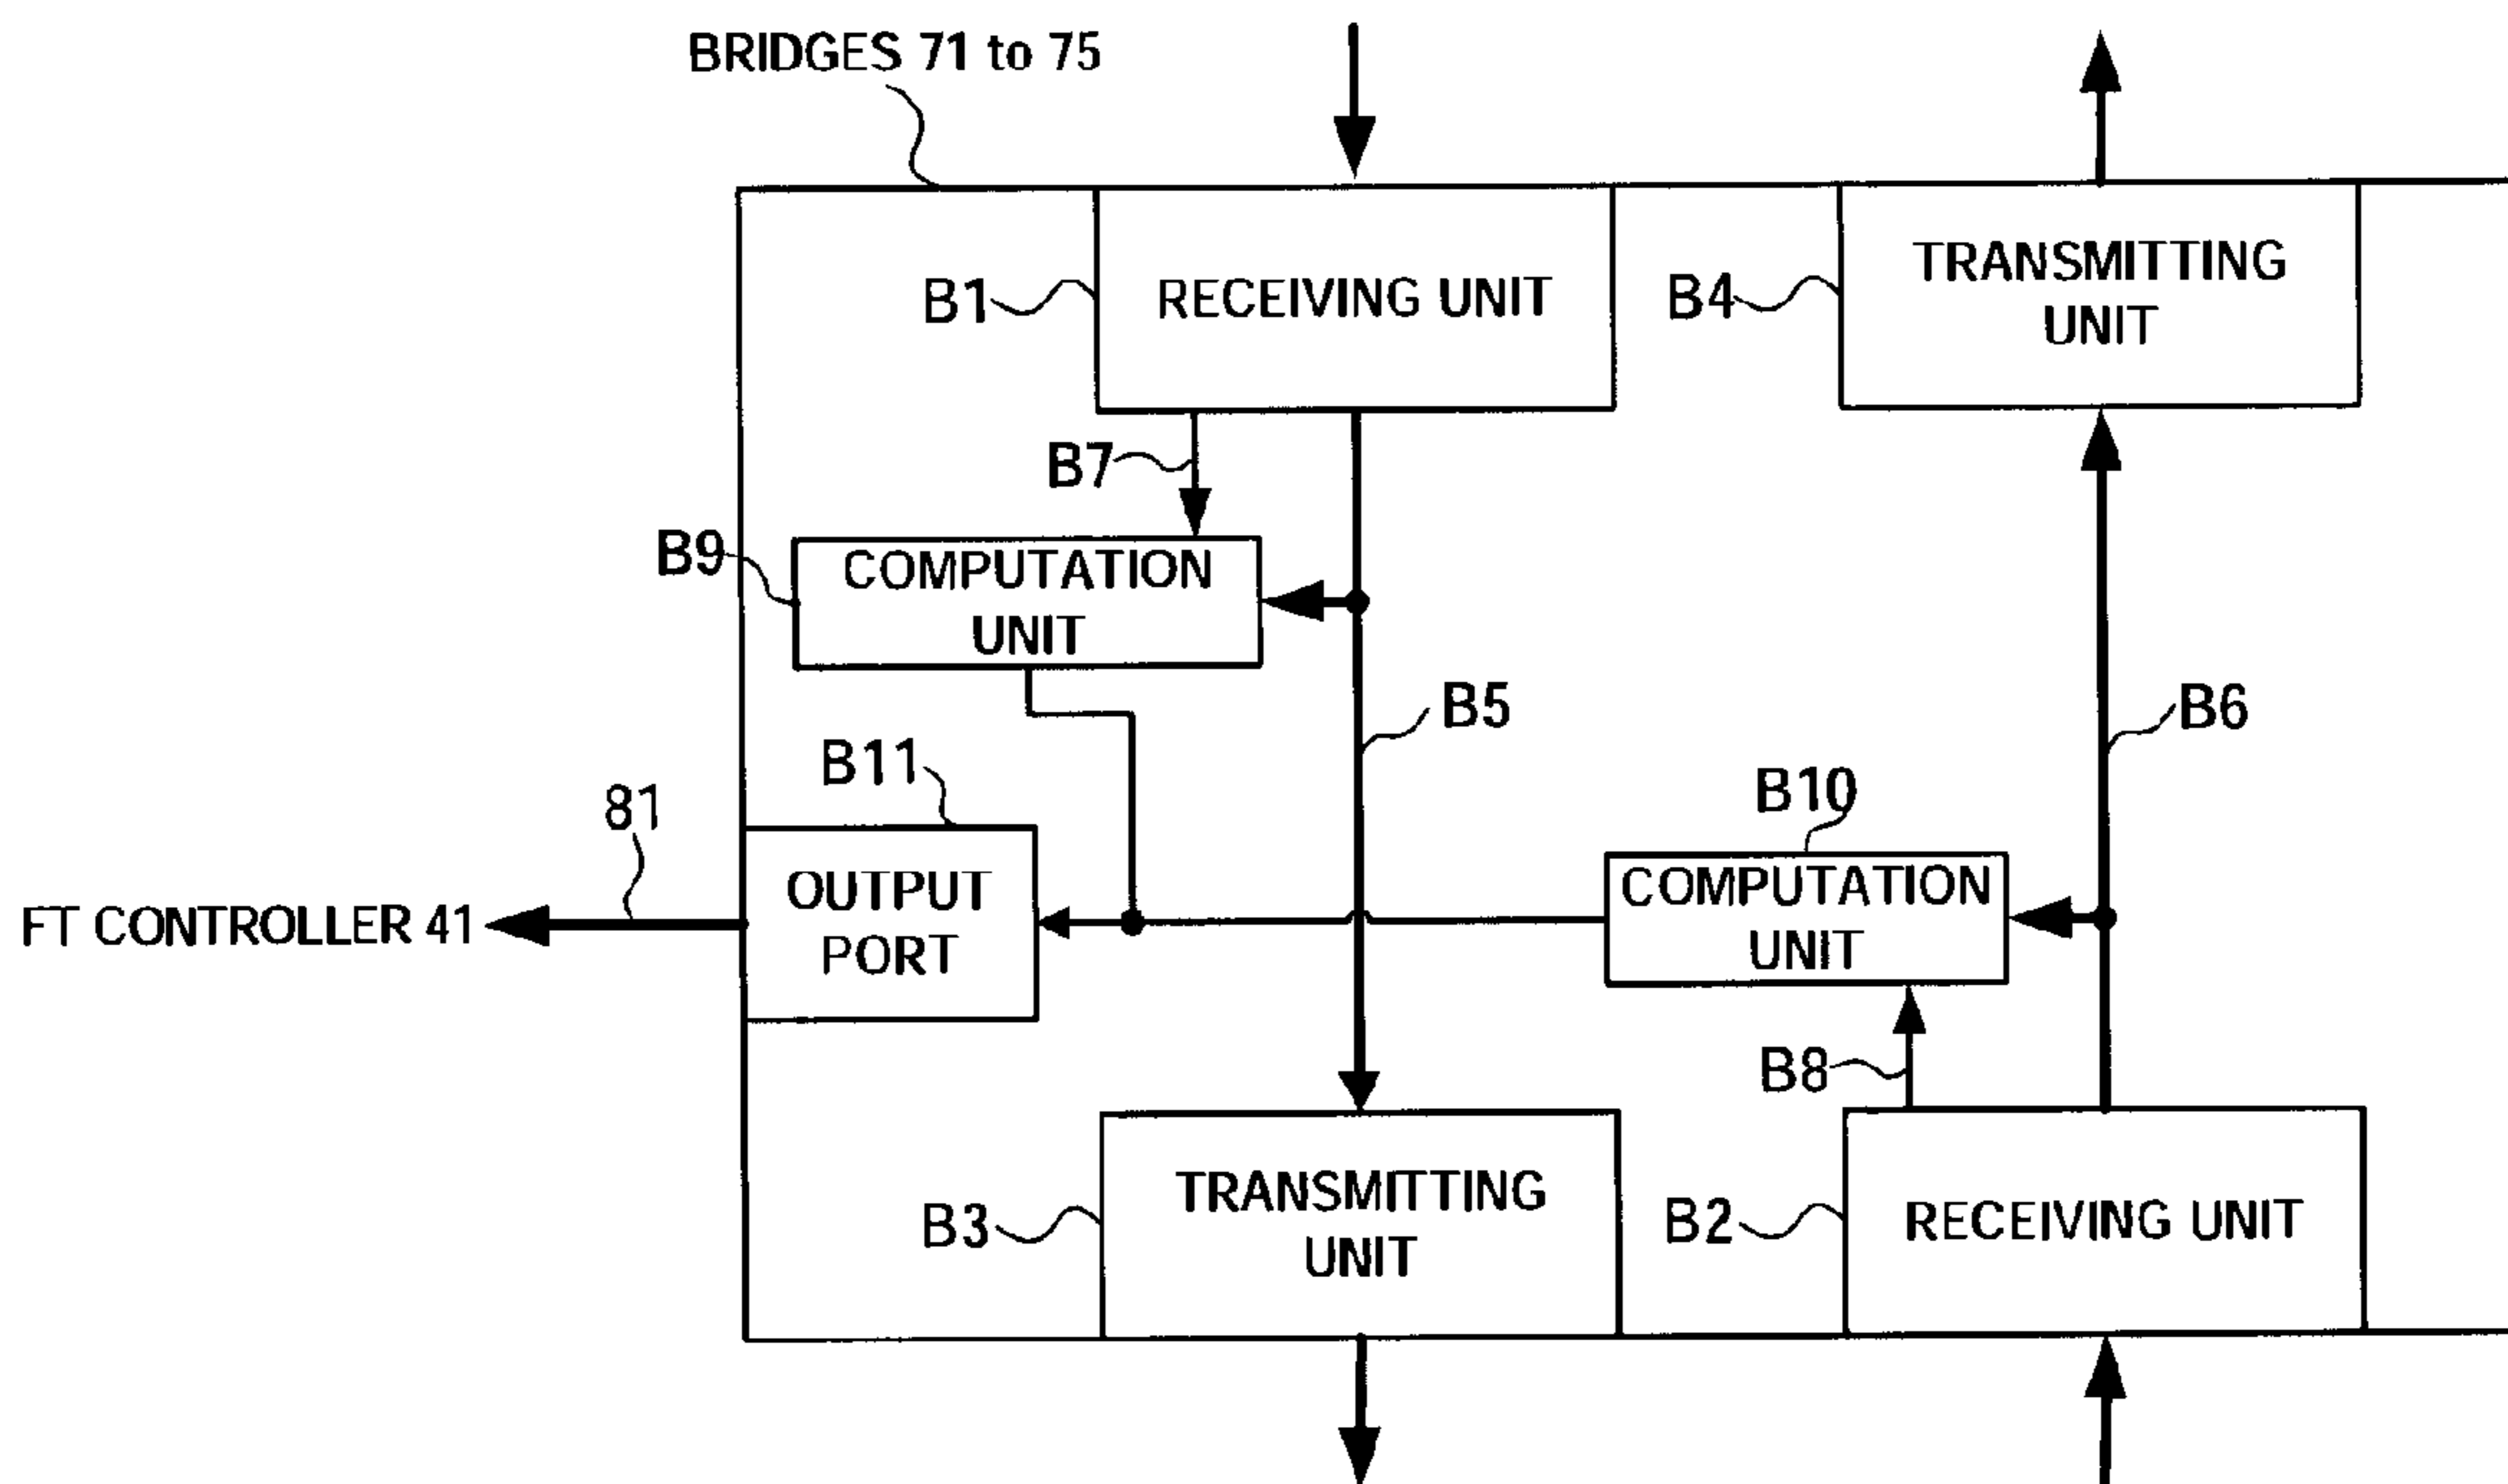 BRIDGES 71 to 75
B1
RECEIVING UNIT
B4
TRANSMITTING
UNIT
B7
B9
COMPUTATION
UNIT
B5
B6
B11
81
B10
FT CONTROLLER 41
OUTPUT
PORT
COMPUTATION
UNIT
B8
B3
TRANSMITTING
UNIT
B2
RECEIVING UNIT